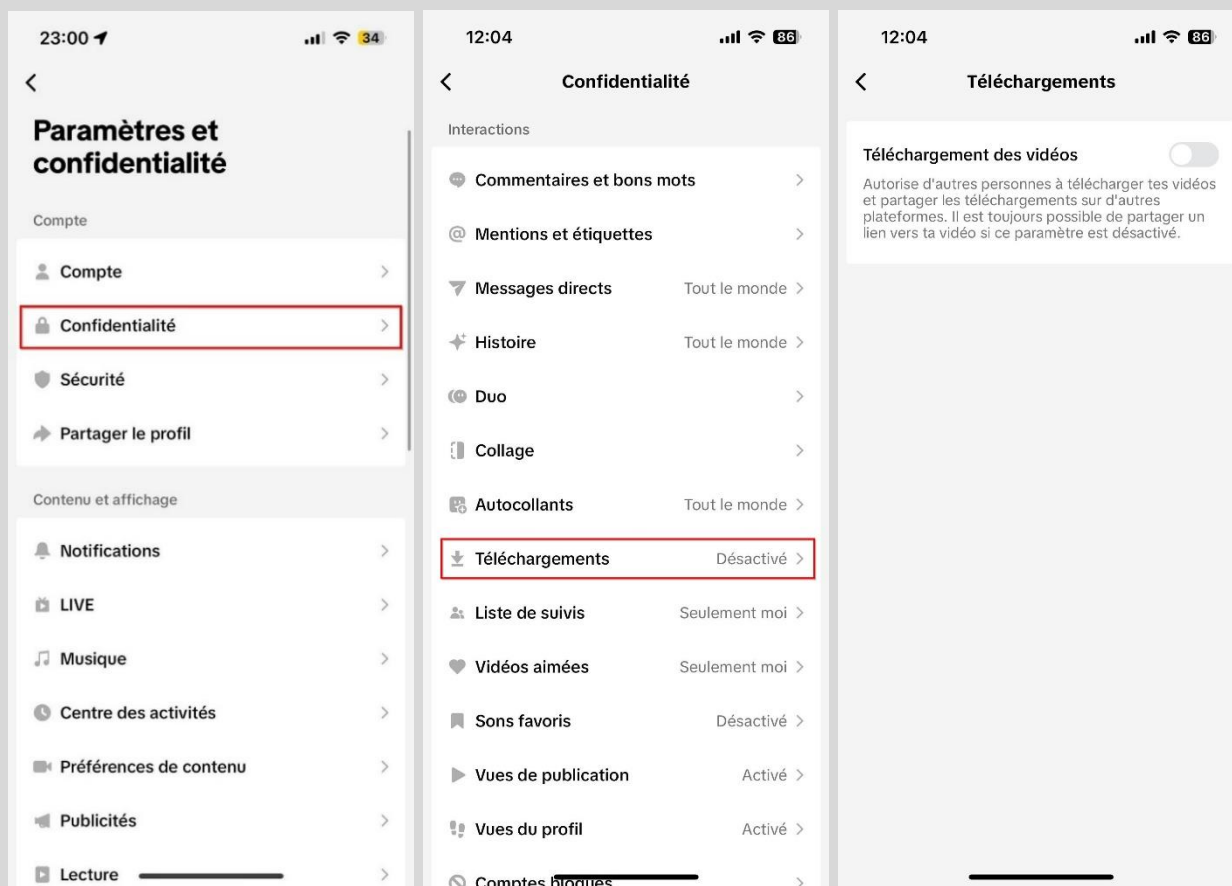 23:00
34
Paramètres et
confidentialité
Compte
Compte
Confidentialité
Sécurité
Partager le profil
Contenu et affichage
Notifications
LIVE
Musique
Centre des activités
Préférences de contenu
Publicités
Lecture
12:04
86
Confidentialité
Interactions
Commentaires et bons mots
@ Mentions et étiquettes
Messages directs Tout le monde
Histoire Tout le monde
Duo
Collage
Autocollants Tout le monde
Téléchargements Désactivé
Liste de suivis Seulement moi
Vidéos aimées Seulement moi
Sons favoris Désactivé
Vues de publication Activé
Vues du profil Activé
Comptes bloqués
12:04
86
Téléchargements
Téléchargement des vidéos
Autorise d'autres personnes à télécharger tes vidéos
et partager les téléchargements sur d'autres
plateformes. Il est toujours possible de partager un
lien vers ta vidéo si ce paramètre est désactivé.